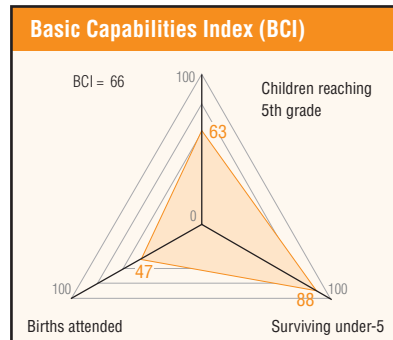 Basic Capabilities Index (BCI)
BCI = 66
100
Children reaching
5th grade
63
0
47
100
88
100
Births attended
Surviving under-5